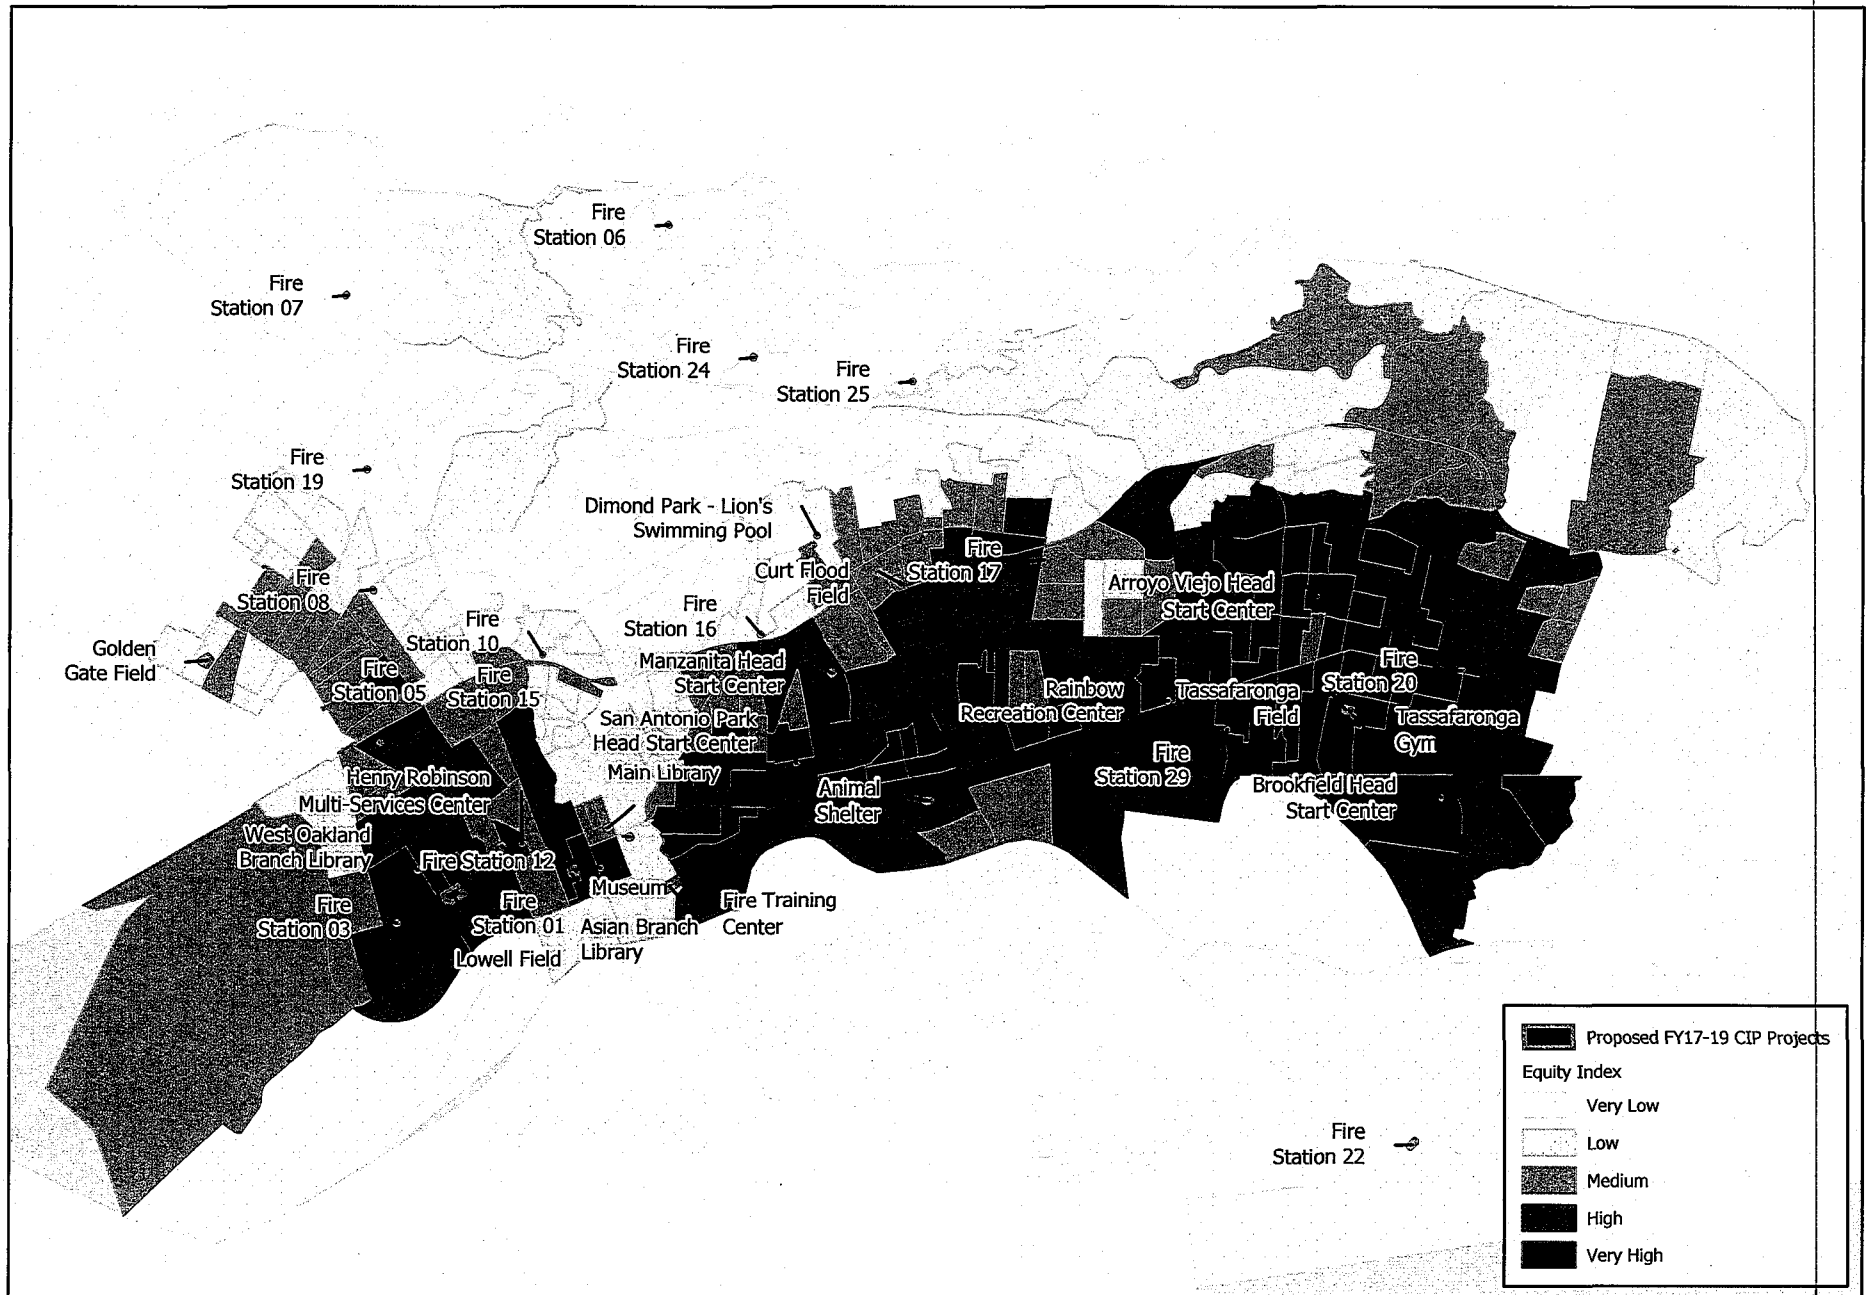 Fire
Station 06
Fire
Station 07
Fire
Station 24
Fire
Station 25
Fire
Station 19
Dimond Park - Lion's
Swimming Pool
Fire
Station 17
Curt Flood
Field
Arroyo Viejo Head
Start Center
Fire
Station 08
Fire
Station 16
Fire
Station 10
Golden
Gate Field
Manzanita Head
Start Center
Fire
Station 05
Fire
Station 15
Fire
Station 20
Rainbow
Recreation Center
Tassafaronga
Field
Tassafaronga
Gym
San Antonio Park
Head Start Center
Main Library
Fire
Station 29
Henry Robinson
Multi-Services Center
Animal
Shelter
Brookfield Head
Start Center
West Oakland
Branch Library
Fire Station 12
Museum
Fire
Station 03
Fire
Station 01
Fire Training
Center
Asian Branch
Library
Lowell Field
Fire
Station 22
Proposed FY17-19 CIP Projects
Equity Index
Very Low
Low
Medium
High
Very High